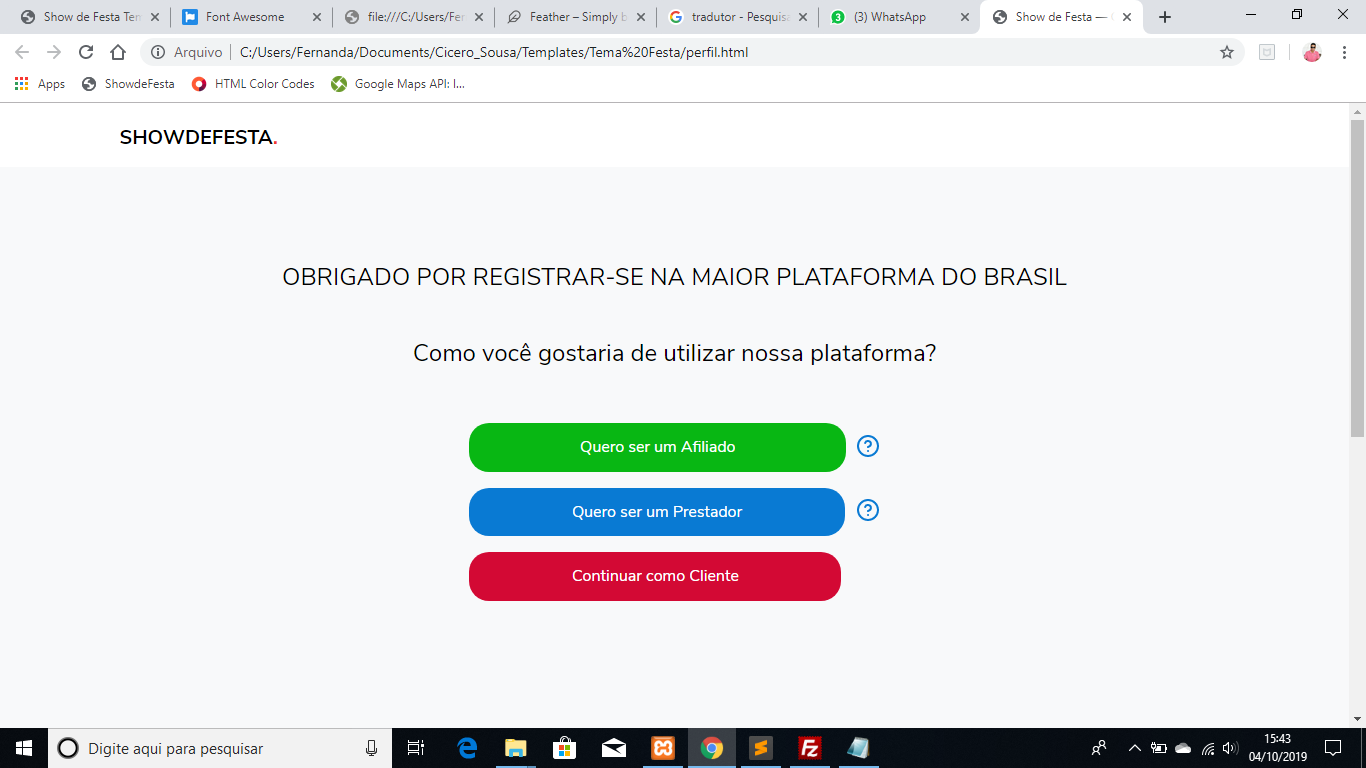 Show de Festa Tem
Font Awesome
file:///C:/Users/Fer
Feather – Simply b
tradutor - Pesquisa
(3) WhatsApp
Show de Festa —
Arquivo
C:/Users/Fernanda/Documents/Cicero_Sousa/Templates/Tema%20Festa/perfil.html
Apps
ShowdeFesta
HTML Color Codes
Google Maps API: I...
SHOWDEFESTA.
OBRIGADO POR REGISTRAR-SE NA MAIOR PLATAFORMA DO BRASIL
Como você gostaria de utilizar nossa plataforma?
Quero ser um Afiliado
?
Quero ser um Prestador
?
Continuar como Cliente
Digite aqui para pesquisar
15:43
04/10/2019